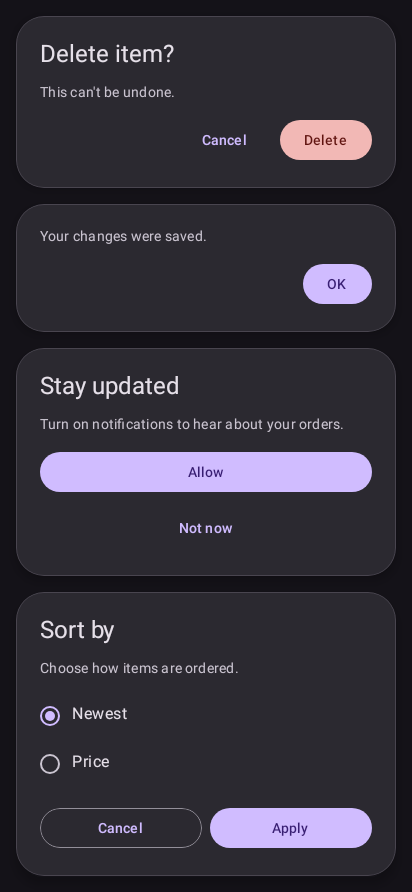 Delete item?
This can't be undone.
Cancel Delete
Your changes were saved.
OK
Stay updated
Turn on notifications to hear about your orders.
Allow
Not now
Sort by
Choose how items are ordered.
Newest
Price
Cancel Apply